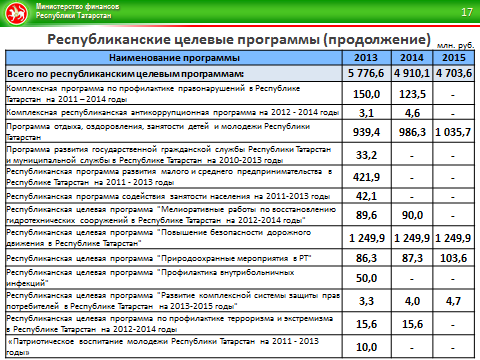 Министерство финансов
Республики Татарстан
17
Республиканские целевые программы (продолжение)
млн. руб.
Наименование программы 2013 2014 2015
Всего по республиканским целевым программам: 5 776,6 4 910,1 4 703,6
Комплексная программа по профилактике правонарушений в Республике
Татарстан на 2011 – 2014 годы 150,0 123,5 -
Комплексная республиканская антикоррупционная программа на 2012 - 2014 годы 3,1 4,6 -
Программа отдыха, оздоровления, занятости детей и молодежи Республики
Татарстан 939,4 986,3 1 035,7
Программа развития государственной гражданской службы Республики Татарстан
и муниципальной службы в Республике Татарстан на 2010-2013 годы 33,2 - -
Республиканская программа развития малого и среднего предпринимательства в
Республике Татарстан на 2011 - 2013 годы 421,9 - -
Республиканская программа содействия занятости населения на 2011-2013 годы 42,1 - -
Республиканская целевая программа "Мелиоративные работы по восстановлению
гидротехнических сооружений в Республике Татарстан на 2012-2014 годы" 89,6 90,0 -
Республиканская целевая программа "Повышение безопасности дорожного
движения в Республике Татарстан" 1 249,9 1 249,9 1 249,9
Республиканская целевая программа "Природоохранные мероприятия в РТ" 86,3 87,3 103,6
Республиканская целевая программа "Профилактика внутрибольничных
инфекций" 50,0 - -
Республиканская целевая программа "Развитие комплексной системы защиты прав
потребителей в Республике Татарстан на 2013-2015 годы" 3,3 4,0 4,7
Республиканская целевая программа по профилактике терроризма и экстремизма
в Республике Татарстан на 2012-2014 годы 15,6 15,6 -
«Патриотическое воспитание молодежи Республики Татарстан на 2011 - 2013
годы» 10,0 - -